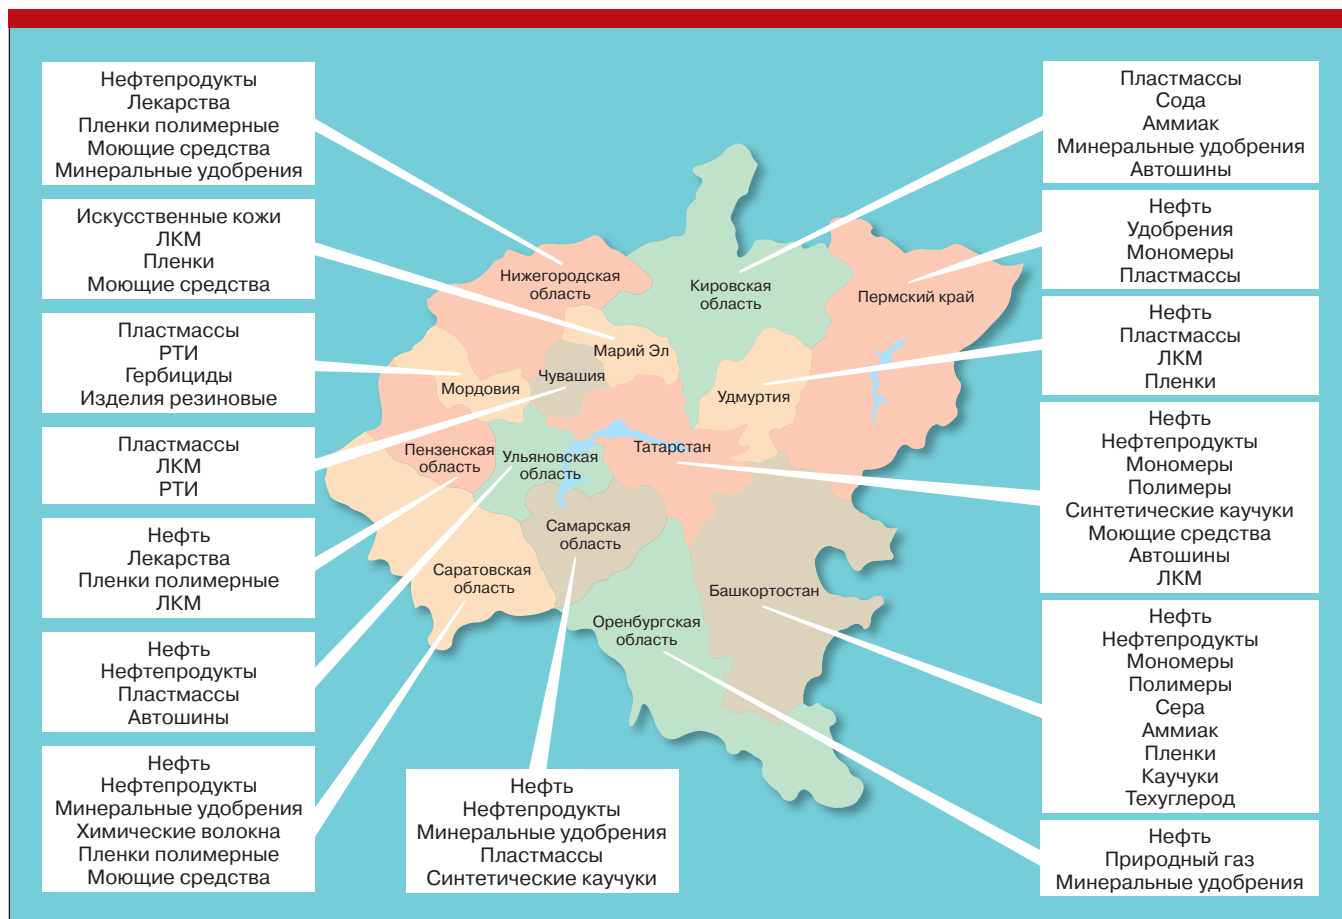 Нефтепродукты
Лекарства
Пленки полимерные
Моющие средства
Минеральные удобрения
Искусственные кожи
ЛКМ
Пленки
Моющие средства
Пластмассы
РТИ
Гербициды
Изделия резиновые
Пластмассы
ЛКМ
РТИ
Нефть
Лекарства
Пленки полимерные
ЛКМ
Нефть
Нефтепродукты
Пластмассы
Автошины
Нефть
Нефтепродукты
Минеральные удобрения
Химические волокна
Пленки полимерные
Моющие средства
Нижегородская
область
Кировская
область
Пермский край
Марий Эл
Чувашия
Мордовия
Удмуртия
Пензенская
область
Ульяновская
область
Татарстан
Самарская
область
Саратовская
область
Башкортостан
Оренбургская
область
Нефть
Нефтепродукты
Минеральные удобрения
Пластмассы
Синтетические каучуки
Пластмассы
Сода
Аммиак
Минеральные удобрения
Автошины
Нефть
Удобрения
Мономеры
Пластмассы
Нефть
Пластмассы
ЛКМ
Пленки
Нефть
Нефтепродукты
Мономеры
Полимеры
Синтетические каучуки
Моющие средства
Автошины
ЛКМ
Нефть
Нефтепродукты
Мономеры
Полимеры
Сера
Аммиак
Пленки
Каучуки
Техуглерод
Нефть
Природный газ
Минеральные удобрения